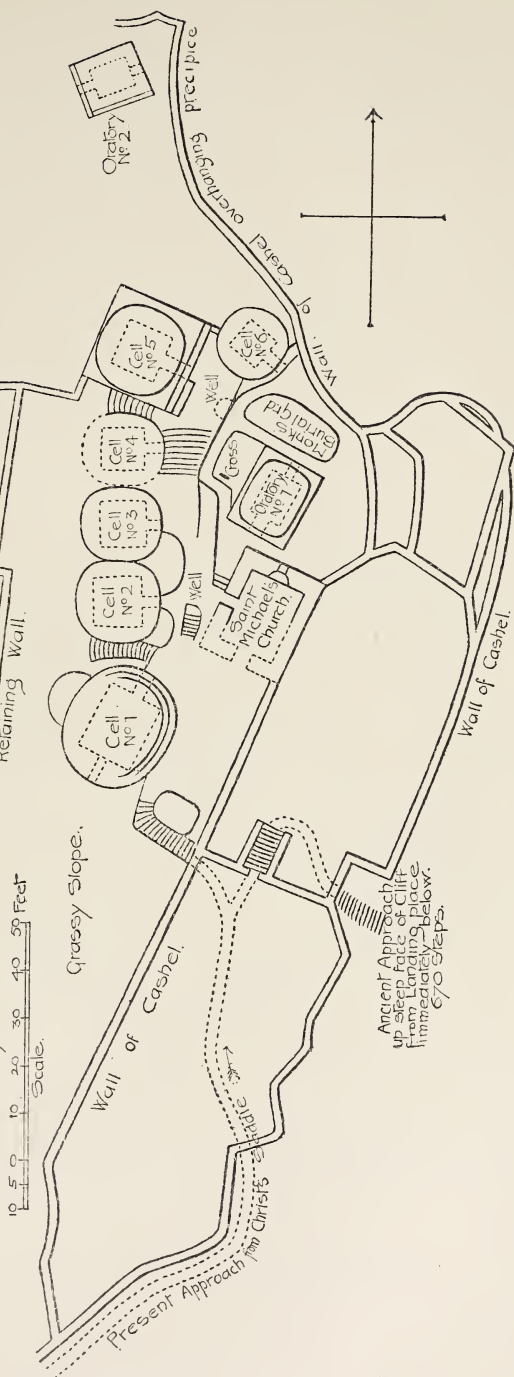 Retaining Wall.
10 5 0 10 20 30 40 50 Feet
Scale.
Grassy Slope.
Wall of Cashel.
Cell
No 1
Cell
No 2
Cell
No 3
Cell
No 4
Cell
No 5
Cell
No 6
Well
Well
Cross
Oratory
No 1
Monks
Burial grd
Saint
Michaels
Church.
Oratory
No 2
Wall of Cashel overhanging precipice
Wall of Cashel.
Ancient Approach
up steep Face of Cliff
from Landing place
immediately below.
670 Steps.
Present Approach from Christ's Saddle